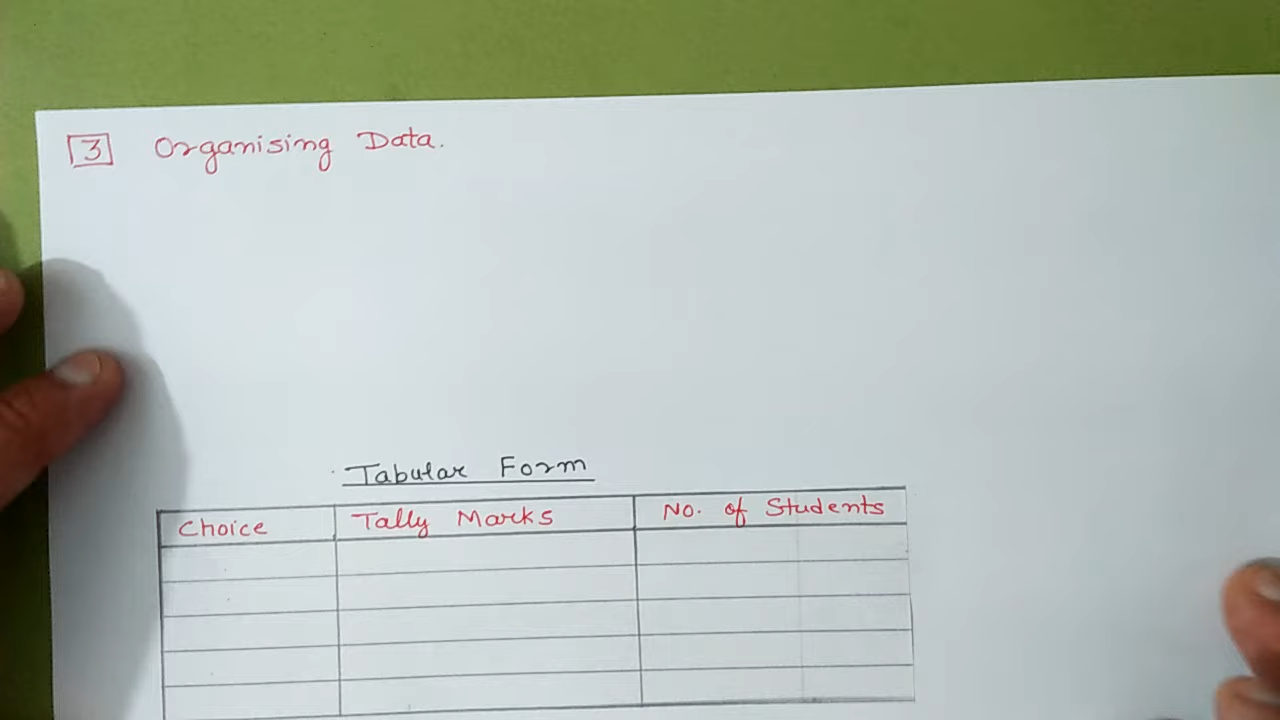 3 Organising Data.
Tabular Form
Choice Tally Marks No. of Students